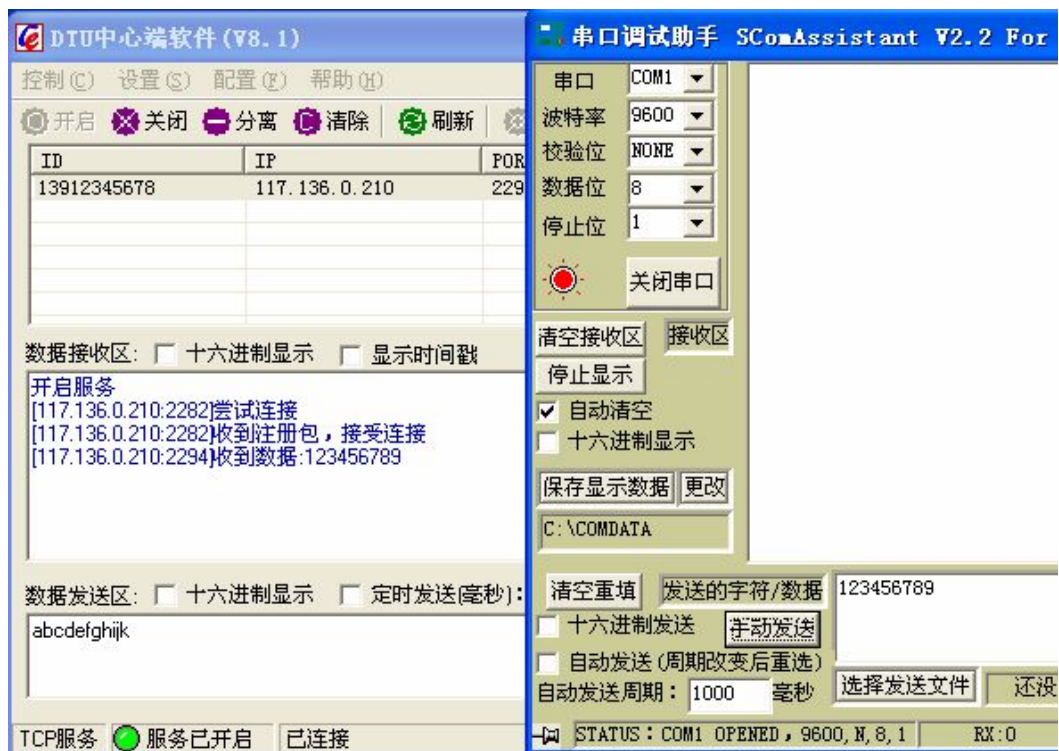 DTU中心端软件(V8.1)
控制(C) 设置(S) 配置(F) 帮助(H)
开启 关闭 分离 清除 刷新
ID IP POR
13912345678 117.136.0.210 229
数据接收区: 十六进制显示 显示时间戳
开启服务
[117.136.0.210:2282]尝试连接
[117.136.0.210:2282]收到注册包，接受连接
[117.136.0.210:2294]收到数据:123456789
数据发送区: 十六进制显示 定时发送(毫秒):
abcdefghijk
TCP服务 服务已开启 已连接
串口调试助手 SComAssistant V2.2 For
串口 COM1
波特率 9600
校验位 NONE
数据位 8
停止位 1
关闭串口
清空接收区 接收区
停止显示
自动清空
十六进制显示
保存显示数据 更改
C:\COMDATA
清空重填 发送的字符/数据 123456789
十六进制发送 手动发送
自动发送(周期改变后重选)
自动发送周期: 1000 毫秒 选择发送文件 还没
STATUS：COM1 OPENED，9600,N,8,1 RX:0